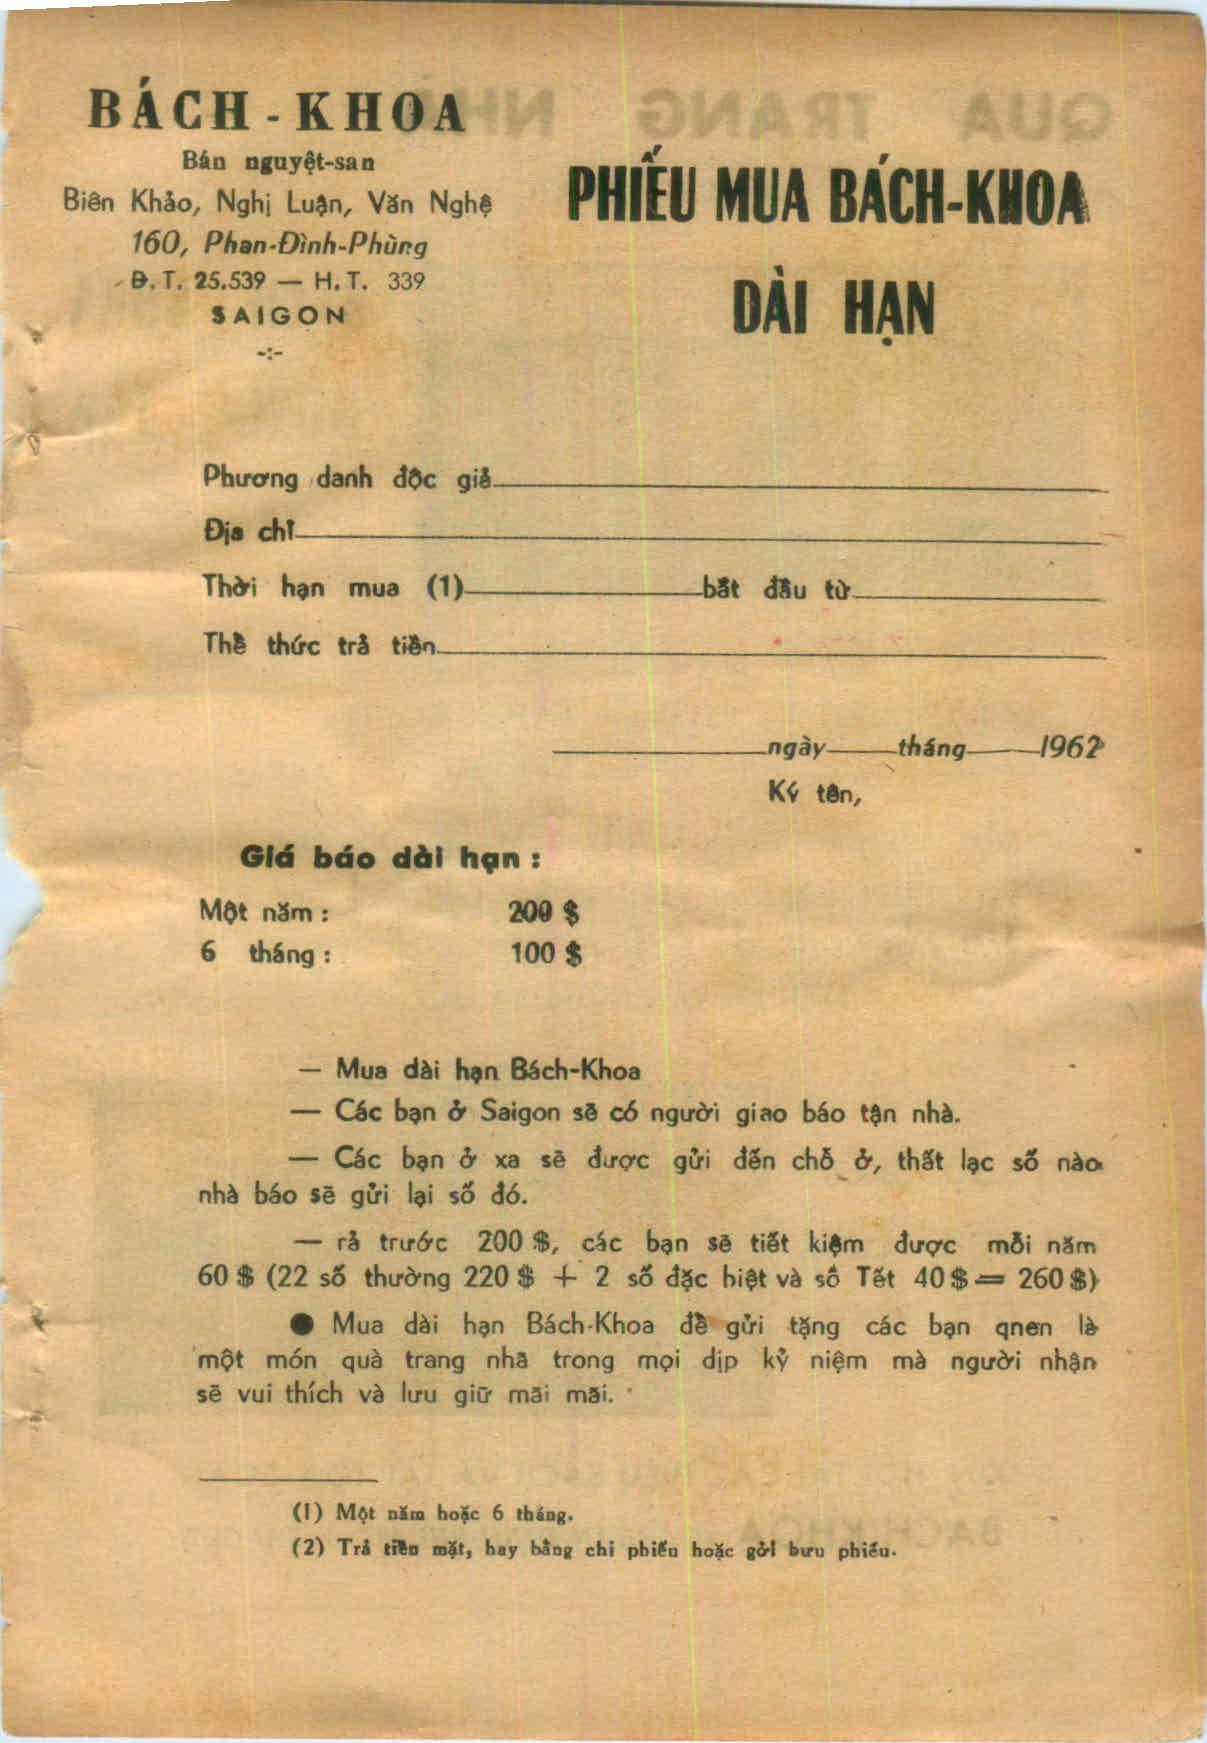 BÁCH - KHOA
Bán nguyệt-san
Biên Khảo, Nghị Luận, Văn Nghệ
160, Phan-Đình-Phùng
Đ.T. 25.539 — H.T. 339
SAIGON
-:-
PHIẾU MUA BÁCH-KHOA
DÀI HẠN
Phương danh độc giả
Địa chỉ
Thời hạn mua (1) bắt đầu từ
Thể thức trả tiền
ngày tháng 1962
Ký tên,
Giá báo dài hạn :
Một năm : 200 $
6 tháng : 100 $
— Mua dài hạn Bách-Khoa
— Các bạn ở Saigon sẽ có người giao báo tận nhà.
— Các bạn ở xa sẽ được gửi đến chỗ ở, thất lạc số nào
nhà báo sẽ gửi lại số đó.
— rả trước 200 $, các bạn sẽ tiết kiệm được mỗi năm
60 $ (22 số thường 220 $ + 2 số đặc biệt và số Tết 40 $ = 260 $)
● Mua dài hạn Bách-Khoa để gửi tặng các bạn qnen là
một món quà trang nhã trong mọi dịp kỷ niệm mà người nhận
sẽ vui thích và lưu giữ mãi mãi.
(1) Một năm hoặc 6 tháng.
(2) Trả tiền mặt, hay bằng chi phiếu hoặc gởi bưu phiếu.